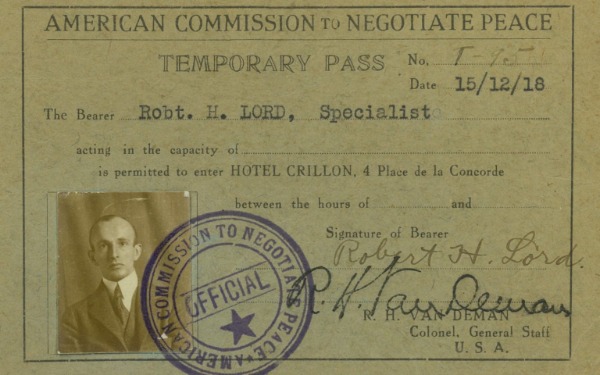 AMERICAN COMMISSION TO NEGOTIATE PEACE
TEMPORARY PASS No. T-45
Date 15/12/18
The Bearer Robt. H. LORD, Specialist
acting in the capacity of
is permitted to enter HOTEL CRILLON, 4 Place de la Concorde
between the hours of and
Signature of Bearer
Robert H. Lord.
R. H. Van Deman
R. H. VAN DEMAN
Colonel, General Staff
U. S. A.
AMERICAN COMMISSION TO NEGOTIATE PEACE
OFFICIAL